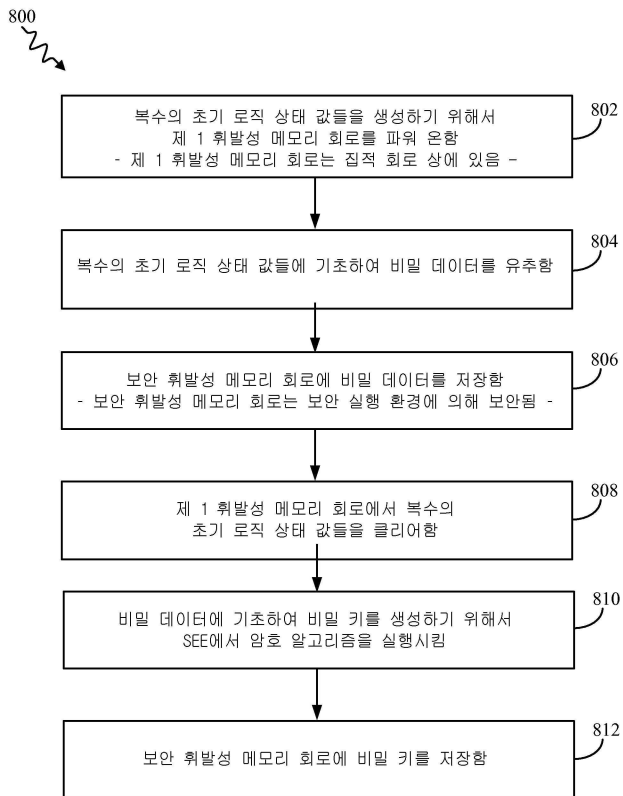 800
복수의 초기 로직 상태 값들을 생성하기 위해서
제 1 휘발성 메모리 회로를 파워 온함
- 제 1 휘발성 메모리 회로는 집적 회로 상에 있음 –
802
복수의 초기 로직 상태 값들에 기초하여 비밀 데이터를 유추함
804
보안 휘발성 메모리 회로에 비밀 데이터를 저장함
- 보안 휘발성 메모리 회로는 보안 실행 환경에 의해 보안됨 -
806
제 1 휘발성 메모리 회로에서 복수의
초기 로직 상태 값들을 클리어함
808
비밀 데이터에 기초하여 비밀 키를 생성하기 위해서
SEE에서 암호 알고리즘을 실행시킴
810
보안 휘발성 메모리 회로에 비밀 키를 저장함
812